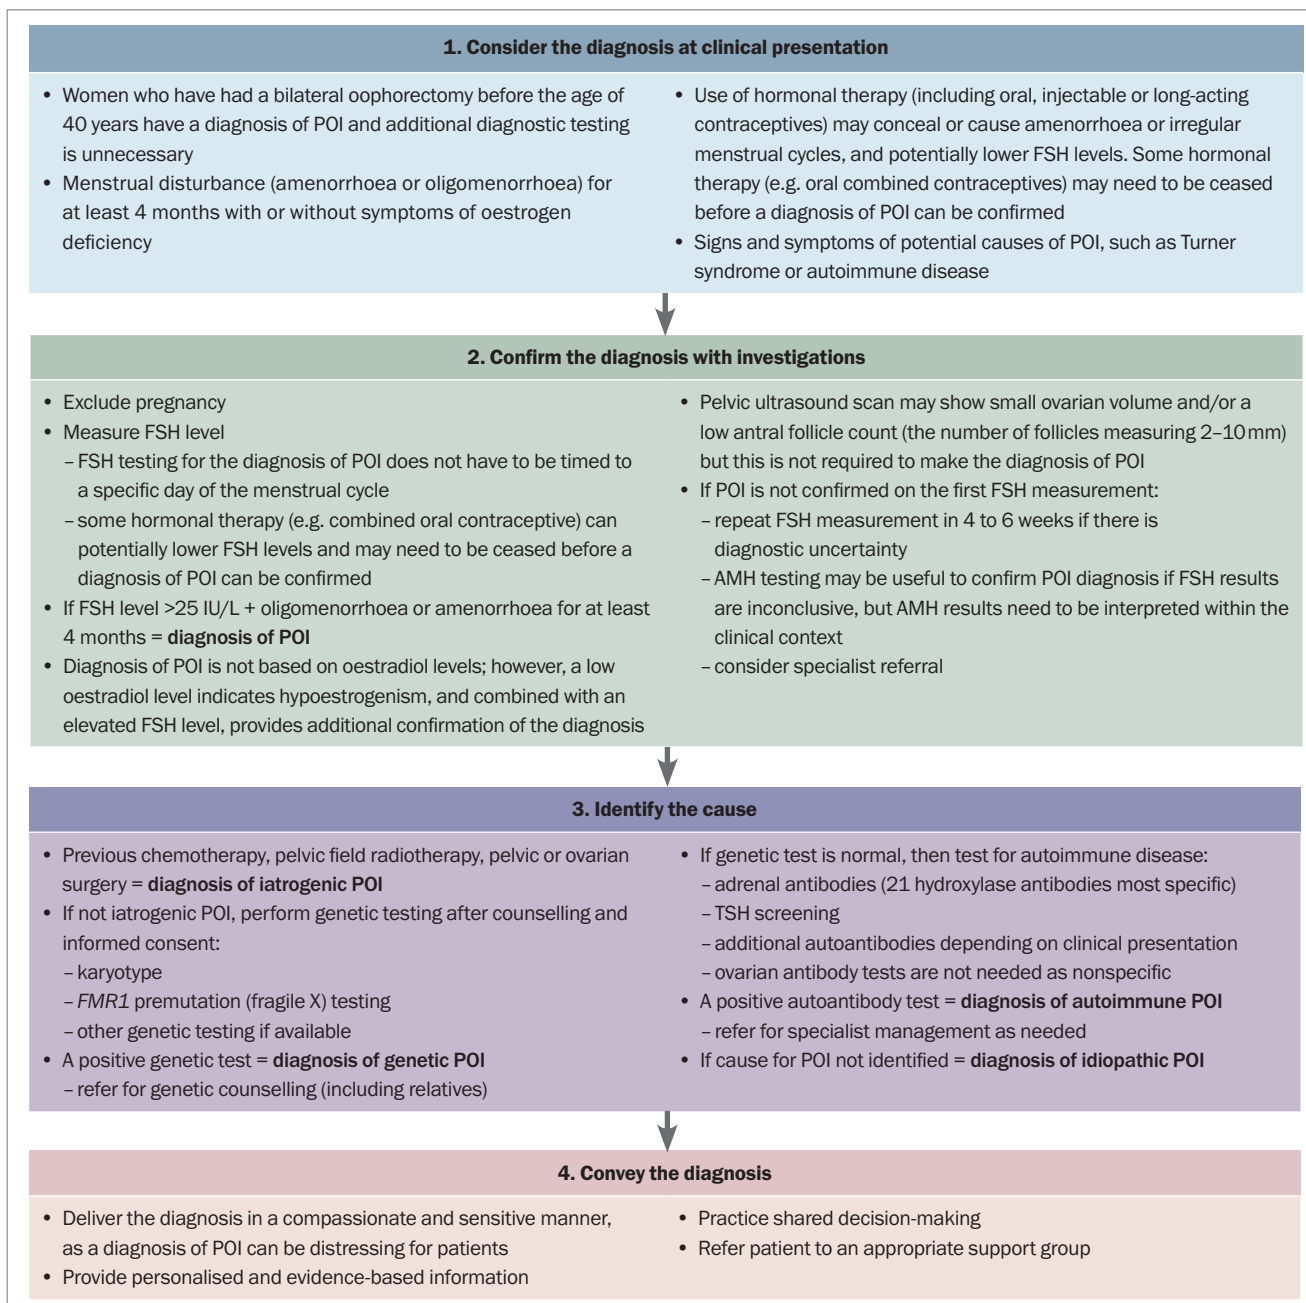 1. Consider the diagnosis at clinical presentation
• Women who have had a bilateral oophorectomy before the age of
40 years have a diagnosis of POI and additional diagnostic testing
is unnecessary
• Menstrual disturbance (amenorrhoea or oligomenorrhoea) for
at least 4 months with or without symptoms of oestrogen
deficiency
• Use of hormonal therapy (including oral, injectable or long-acting
contraceptives) may conceal or cause amenorrhoea or irregular
menstrual cycles, and potentially lower FSH levels. Some hormonal
therapy (e.g. oral combined contraceptives) may need to be ceased
before a diagnosis of POI can be confirmed
• Signs and symptoms of potential causes of POI, such as Turner
syndrome or autoimmune disease
2. Confirm the diagnosis with investigations
• Exclude pregnancy
• Measure FSH level
– FSH testing for the diagnosis of POI does not have to be timed to
a specific day of the menstrual cycle
– some hormonal therapy (e.g. combined oral contraceptive) can
potentially lower FSH levels and may need to be ceased before a
diagnosis of POI can be confirmed
• If FSH level >25 IU/L + oligomenorrhoea or amenorrhoea for at least
4 months = diagnosis of POI
• Diagnosis of POI is not based on oestradiol levels; however, a low
oestradiol level indicates hypoestrogenism, and combined with an
elevated FSH level, provides additional confirmation of the diagnosis
• Pelvic ultrasound scan may show small ovarian volume and/or a
low antral follicle count (the number of follicles measuring 2–10 mm)
but this is not required to make the diagnosis of POI
• If POI is not confirmed on the first FSH measurement:
– repeat FSH measurement in 4 to 6 weeks if there is
diagnostic uncertainty
– AMH testing may be useful to confirm POI diagnosis if FSH results
are inconclusive, but AMH results need to be interpreted within the
clinical context
– consider specialist referral
3. Identify the cause
• Previous chemotherapy, pelvic field radiotherapy, pelvic or ovarian
surgery = diagnosis of iatrogenic POI
• If not iatrogenic POI, perform genetic testing after counselling and
informed consent:
– karyotype
– FMR1 premutation (fragile X) testing
– other genetic testing if available
• A positive genetic test = diagnosis of genetic POI
– refer for genetic counselling (including relatives)
• If genetic test is normal, then test for autoimmune disease:
– adrenal antibodies (21 hydroxylase antibodies most specific)
– TSH screening
– additional autoantibodies depending on clinical presentation
– ovarian antibody tests are not needed as nonspecific
• A positive autoantibody test = diagnosis of autoimmune POI
– refer for specialist management as needed
• If cause for POI not identified = diagnosis of idiopathic POI
4. Convey the diagnosis
• Deliver the diagnosis in a compassionate and sensitive manner,
as a diagnosis of POI can be distressing for patients
• Provide personalised and evidence-based information
• Practice shared decision-making
• Refer patient to an appropriate support group